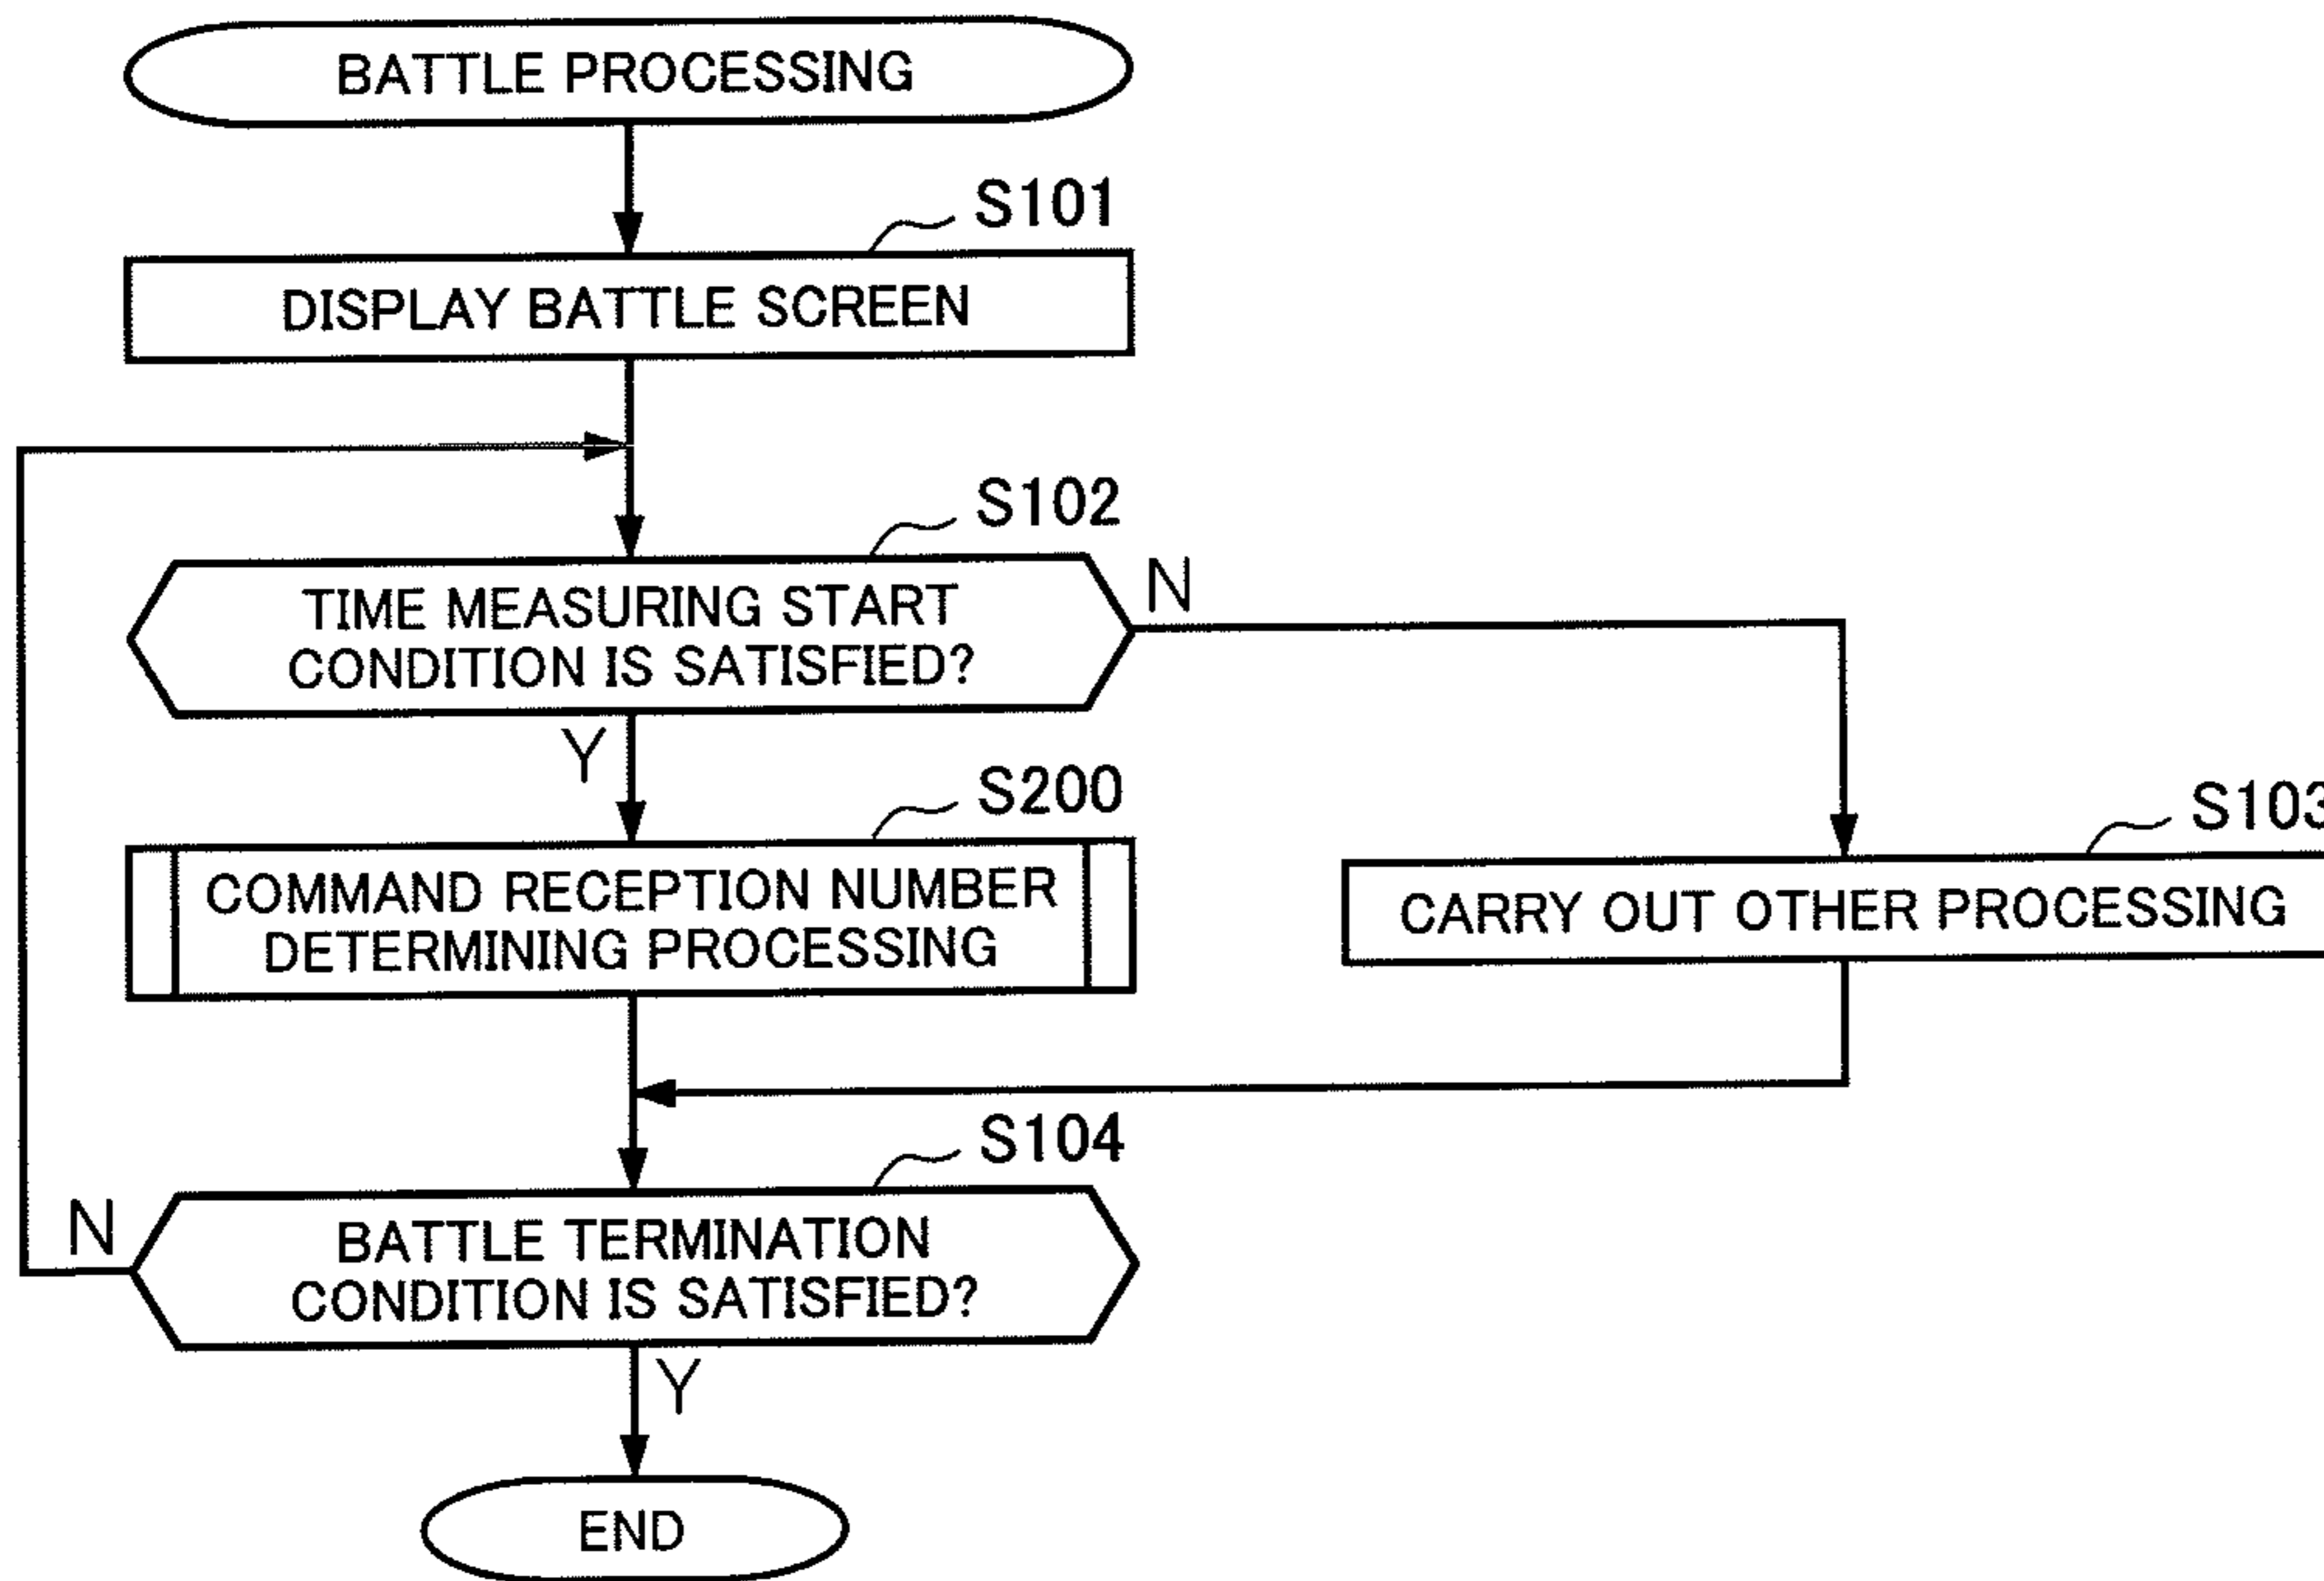 BATTLE PROCESSING
S101
DISPLAY BATTLE SCREEN
S102
TIME MEASURING START
CONDITION IS SATISFIED?
N
Y
S200
COMMAND RECEPTION NUMBER
DETERMINING PROCESSING
S103
CARRY OUT OTHER PROCESSING
S104
BATTLE TERMINATION
CONDITION IS SATISFIED?
N
Y
END